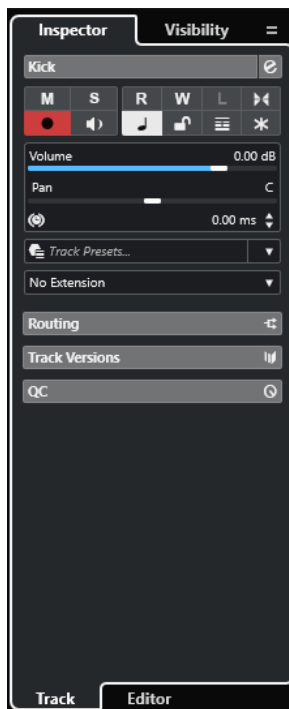 Inspector Visibility
Kick e
M S R W L
Volume 0.00 dB
Pan C
0.00 ms
Track Presets...
No Extension
Routing
Track Versions
QC
Track Editor